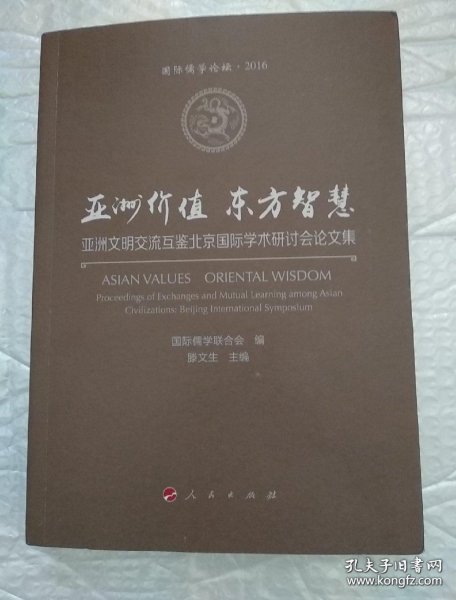 国际儒学论坛·2016
亚洲价值 东方智慧
亚洲文明交流互鉴北京国际学术研讨会论文集
ASIAN VALUES ORIENTAL WISDOM
Proceedings of Exchanges and Mutual Learning among Asian
Civilizations: Beijing International Symposium
国际儒学联合会 编
滕文生 主编
人民出版社
孔夫子旧书网
www.kongfz.com